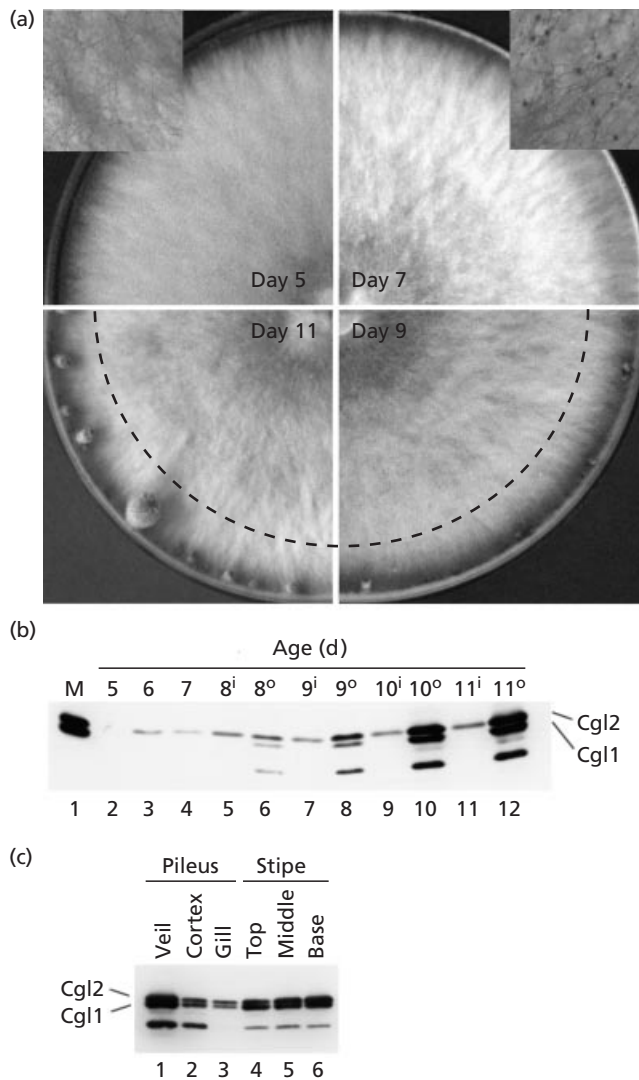 (a)
Day 5 Day 7
Day 11 Day 9
(b)
Age (d)
M 5 6 7 8i 8o 9i 9o 10i 10o 11i 11o
Cgl2
Cgl1
1 2 3 4 5 6 7 8 9 10 11 12
(c)
Pileus Stipe
Veil Cortex Gill Top Middle Base
Cgl2
Cgl1
1 2 3 4 5 6